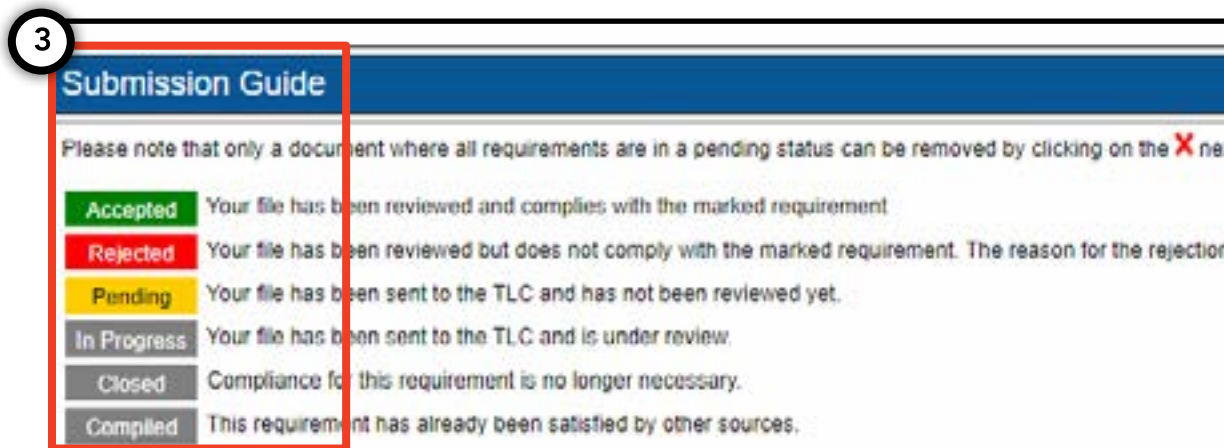 3
Submission Guide
Please note that only a document where all requirements are in a pending status can be removed by clicking on the X ne
Accepted Your file has been reviewed and complies with the marked requirement
Rejected Your file has been reviewed but does not comply with the marked requirement. The reason for the rejection
Pending Your file has been sent to the TLC and has not been reviewed yet.
In Progress Your file has been sent to the TLC and is under review.
Closed Compliance for this requirement is no longer necessary.
Compiled This requirement has already been satisfied by other sources.